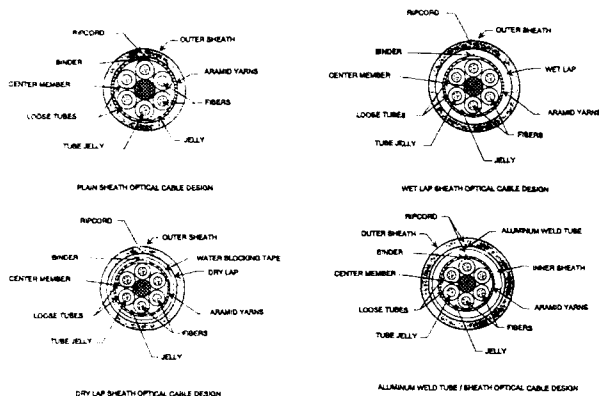 RIPCORD
OUTER SHEATH
BINDER
ARAMID YARNS
CENTER MEMBER
FIBERS
LOOSE TUBES
JELLY
TUBE JELLY
PLAIN SHEATH OPTICAL CABLE DESIGN
RIPCORD
OUTER SHEATH
BINDER
WET LAP
CENTER MEMBER
ARAMID YARNS
LOOSE TUBES
FIBERS
TUBE JELLY
JELLY
WET LAP SHEATH OPTICAL CABLE DESIGN
RIPCORD
OUTER SHEATH
BINDER
WATER BLOCKING TAPE
DRY LAP
CENTER MEMBER
LOOSE TUBES
ARAMID YARNS
FIBERS
TUBE JELLY
JELLY
DRY LAP SHEATH OPTICAL CABLE DESIGN
RIPCORD
ALUMINUM WELD TUBE
OUTER SHEATH
BINDER
INNER SHEATH
CENTER MEMBER
LOOSE TUBES
ARAMID YARNS
TUBE JELLY
FIBERS
JELLY
ALUMINUM WELD TUBE / SHEATH OPTICAL CABLE DESIGN